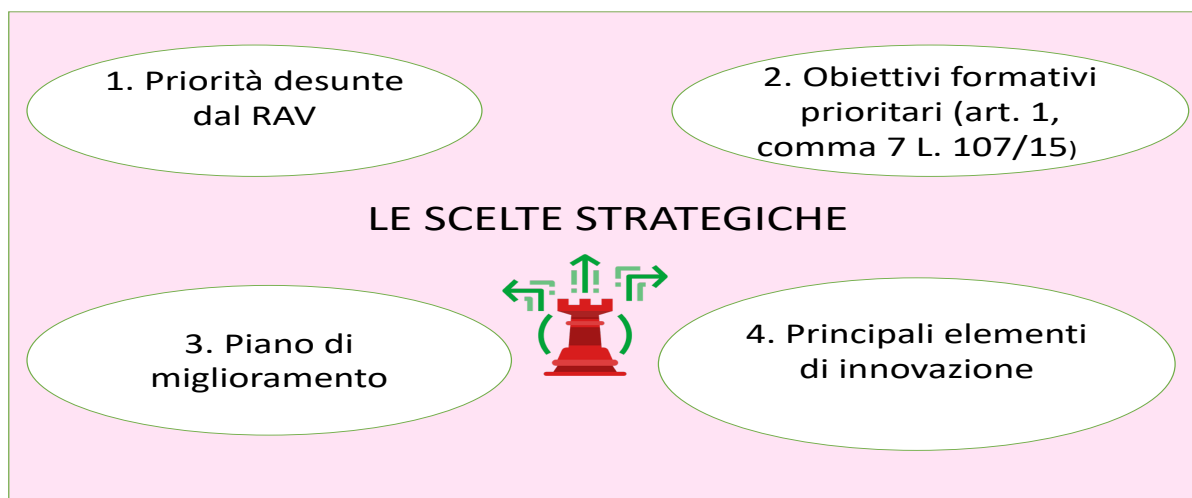 1. Priorità desunte
dal RAV
2. Obiettivi formativi
prioritari (art. 1,
comma 7 L. 107/15)
LE SCELTE STRATEGICHE
3. Piano di
miglioramento
4. Principali elementi
di innovazione